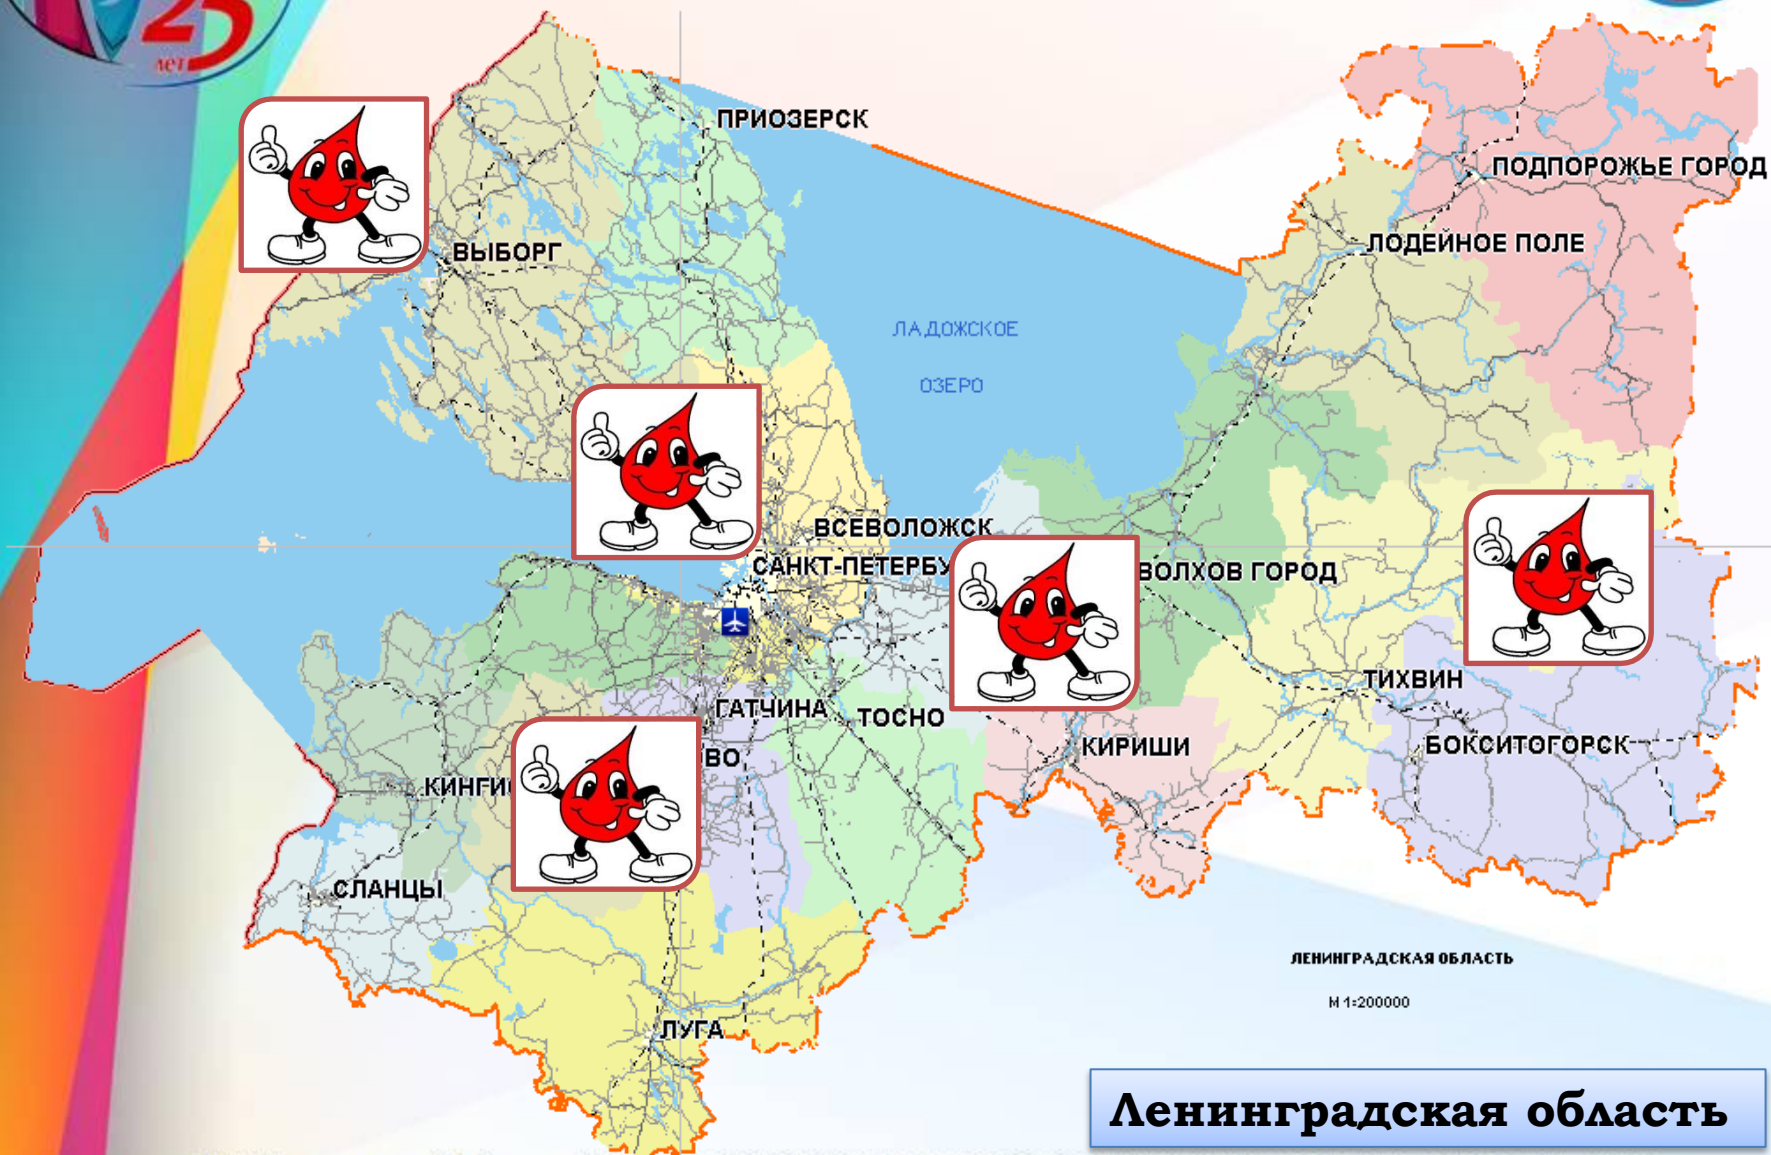 25
лет
ПРИОЗЕРСК
ПОДПОРОЖЬЕ ГОРОД
ЛОДЕЙНОЕ ПОЛЕ
ВЫБОРГ
ЛАДОЖСКОЕ
ОЗЕРО
ВСЕВОЛОЖСК
САНКТ-ПЕТЕРБУ
ВОЛХОВ ГОРОД
ТИХВИН
ГАТЧИНА
ТОСНО
КИРИШИ
БОКСИТОГОРСК
ВО
КИНГИ
СЛАНЦЫ
ЛЕНИНГРАДСКАЯ ОБЛАСТЬ
М 1:200000
ЛУГА
Ленинградская область